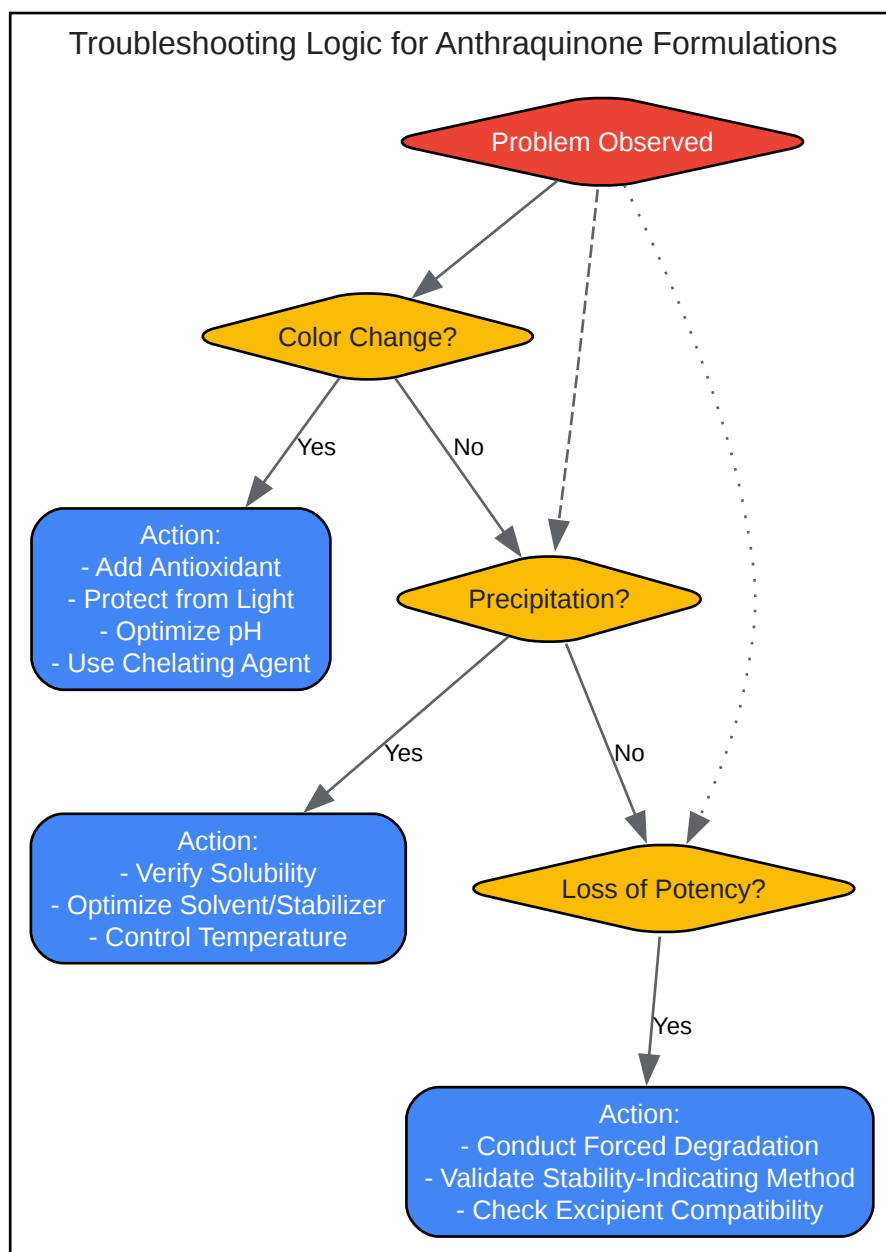 Troubleshooting Logic for Anthraquinone Formulations
Problem Observed
Color Change?
Yes
No
Action:
- Add Antioxidant
- Protect from Light
- Optimize pH
- Use Chelating Agent
Precipitation?
Yes
No
Action:
- Verify Solubility
- Optimize Solvent/Stabilizer
- Control Temperature
Loss of Potency?
Yes
Action:
- Conduct Forced Degradation
- Validate Stability-Indicating Method
- Check Excipient Compatibility